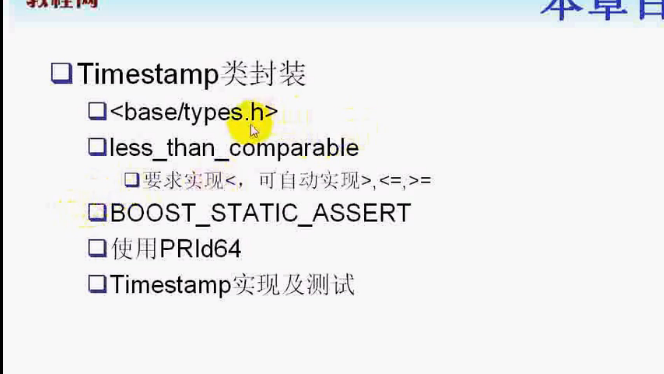 教程网
本章目
Timestamp类封装
<base/types.h>
less_than_comparable
要求实现<，可自动实现>,<=,>=
BOOST_STATIC_ASSERT
使用PRId64
Timestamp实现及测试